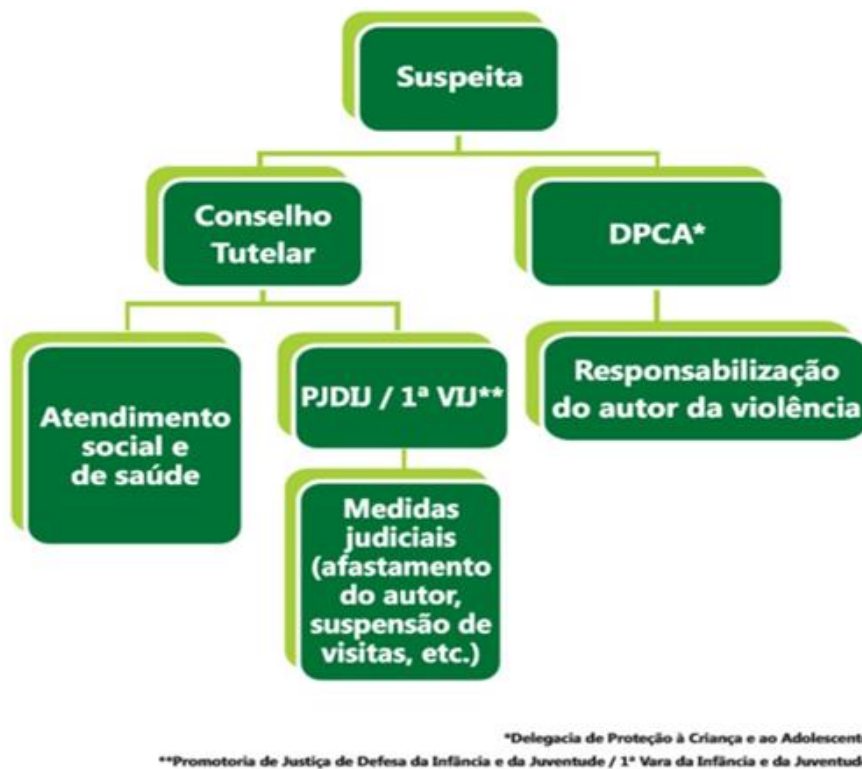 Suspeita
Conselho
Tutelar
DPCA*
Atendimento
social e
de saúde
PJDIJ / 1ª VIJ**
Responsabilização
do autor da violência
Medidas
judiciais
(afastamento
do autor,
suspensão de
visitas, etc.)
*Delegacia de Proteção à Criança e ao Adolescent
**Promotoria de Justiça de Defesa da Infância e da Juventude / 1ª Vara da Infância e da Juventud